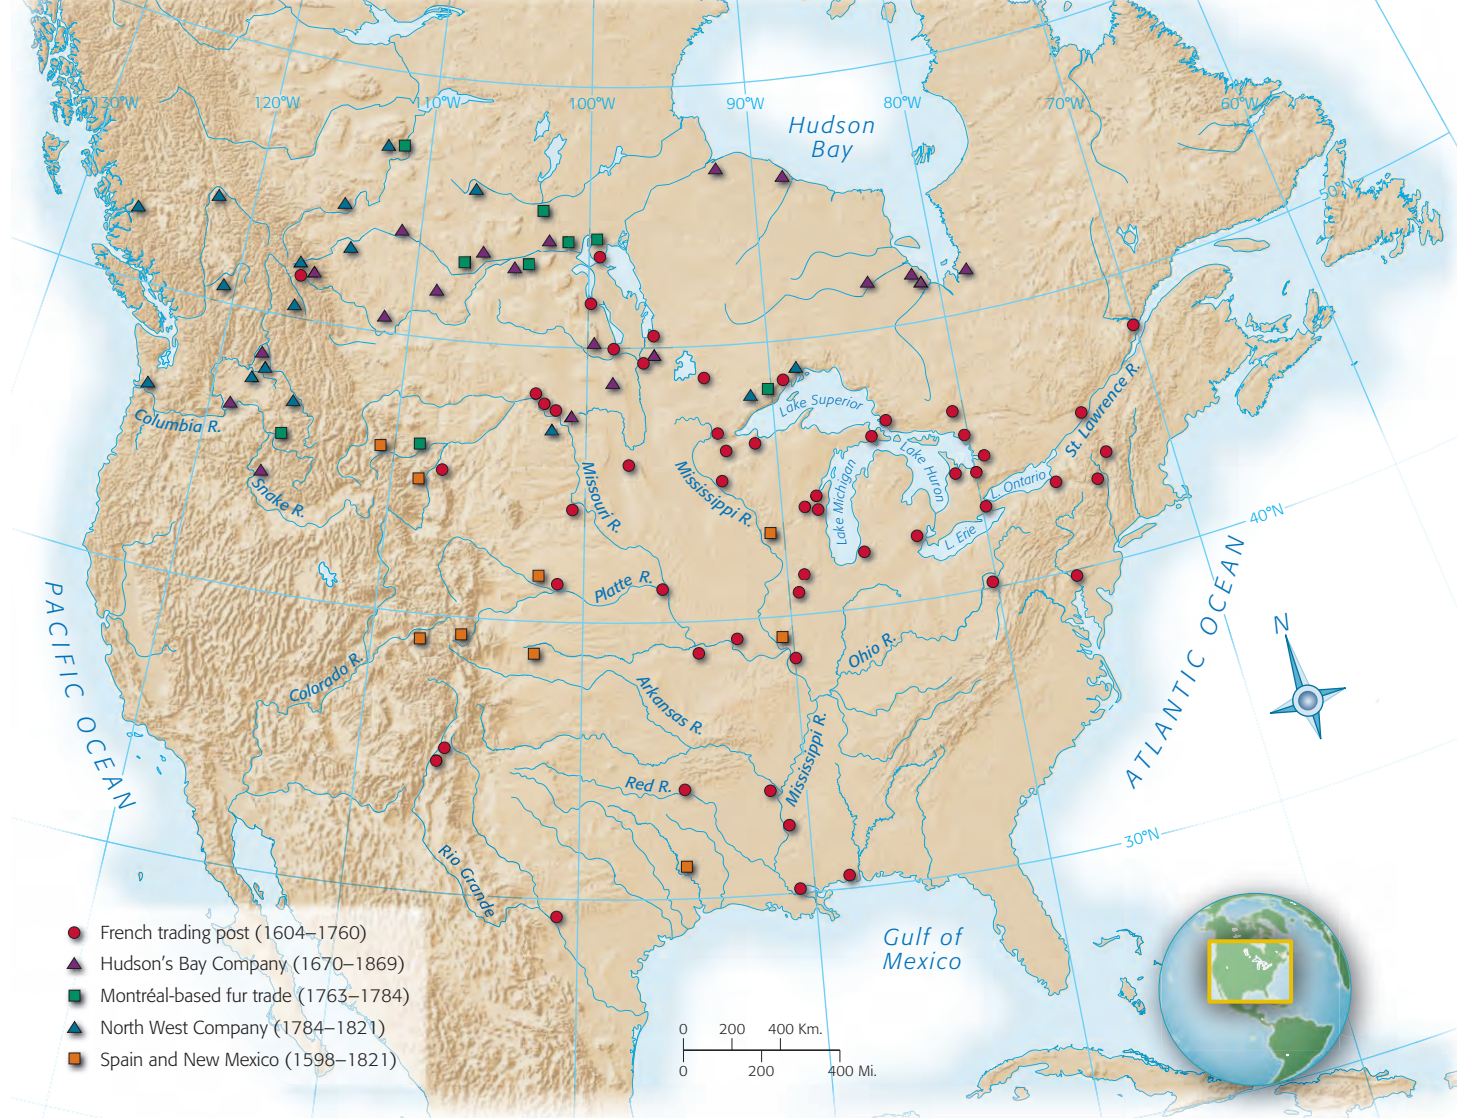 130°W
120°W
110°W
100°W
90°W
80°W
70°W
60°W
50°N
Hudson
Bay
Lake Superior
Columbia R.
St. Lawrence R.
Lake Huron
Lake Michigan
L. Ontario
Snake R.
Missouri R.
Mississippi R.
L. Erie
40°N
PACIFIC OCEAN
Platte R.
ATLANTIC OCEAN
N
Ohio R.
Colorado R.
Arkansas R.
Mississippi R.
Red R.
30°N
Rio Grande
Gulf of
Mexico
French trading post (1604–1760)
Hudson's Bay Company (1670–1869)
Montréal-based fur trade (1763–1784)
North West Company (1784–1821)
Spain and New Mexico (1598–1821)
0 200 400 Km.
0 200 400 Mi.